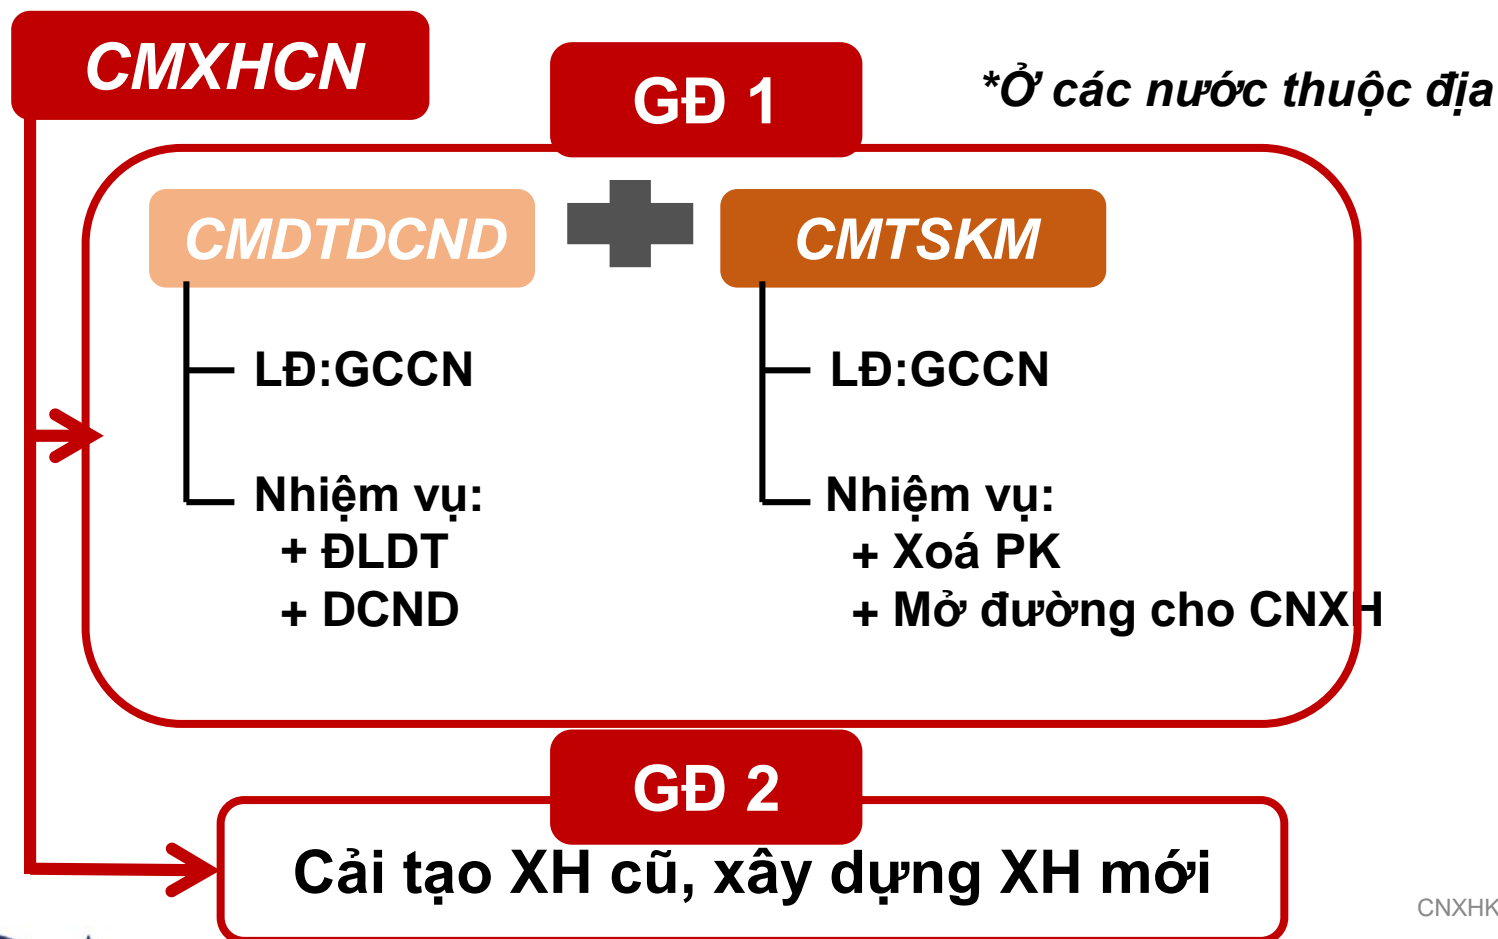 CMXHCN
GĐ 1
*Ở các nước thuộc địa
CMDTDCND
CMTSKM
LĐ:GCCN
LĐ:GCCN
Nhiệm vụ:
+ ĐLDT
+ DCND
Nhiệm vụ:
+ Xoá PK
+ Mở đường cho CNXH
GĐ 2
Cải tạo XH cũ, xây dựng XH mới
CNXHK